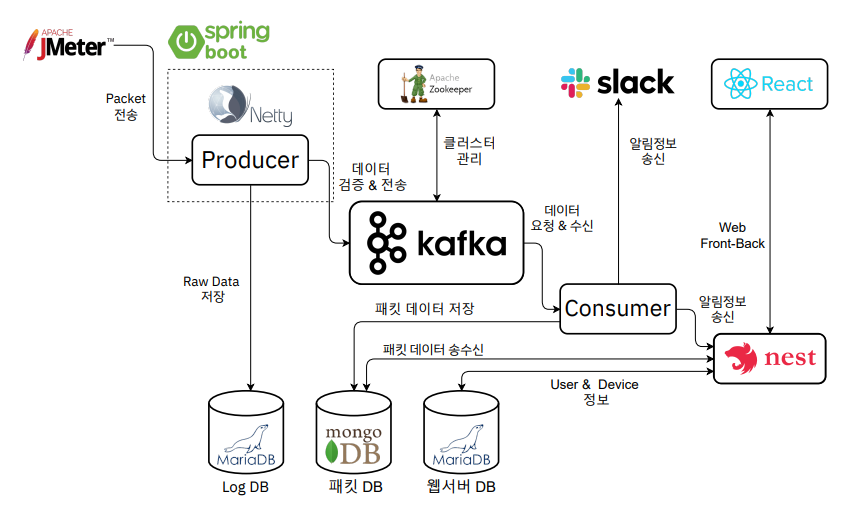 APACHE
JMeter™
spring
boot
Packet
전송
Netty
Producer
Apache
Zookeeper
slack
React
클러스터
관리
알림정보
송신
데이터
검증 & 전송
kafka
데이터
요청 & 수신
Web
Front-Back
Raw Data
저장
Consumer
알림정보
송신
패킷 데이터 저장
패킷 데이터 송수신
nest
User & Device
정보
MariaDB
Log DB
mongo
DB
패킷 DB
MariaDB
웹서버 DB